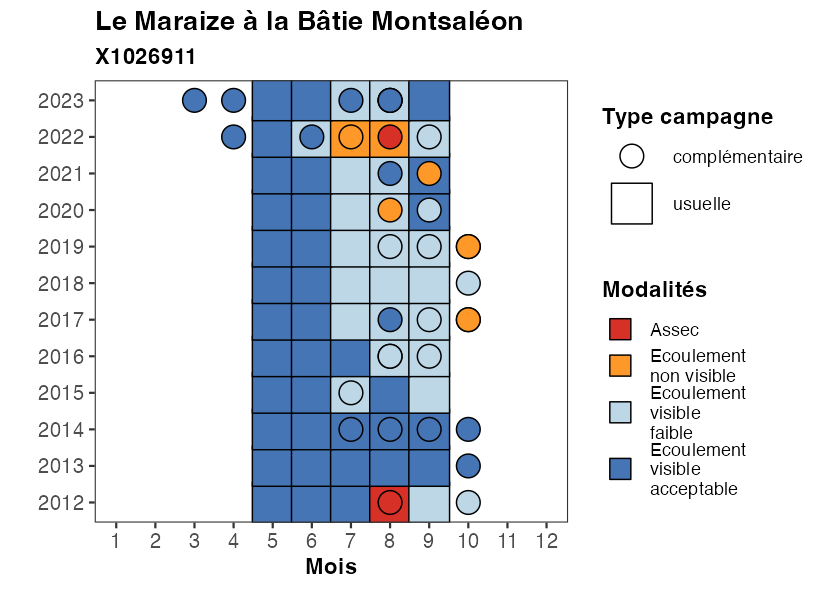 Le Maraize à la Bâtie Montsaléon
X1026911
2023
2022
2021
2020
2019
2018
2017
2016
2015
2014
2013
2012
1 2 3 4 5 6 7 8 9 10 11 12
Mois
Type campagne
complémentaire
usuelle
Modalités
Assec
Ecoulement
non visible
Ecoulement
visible
faible
Ecoulement
visible
acceptable